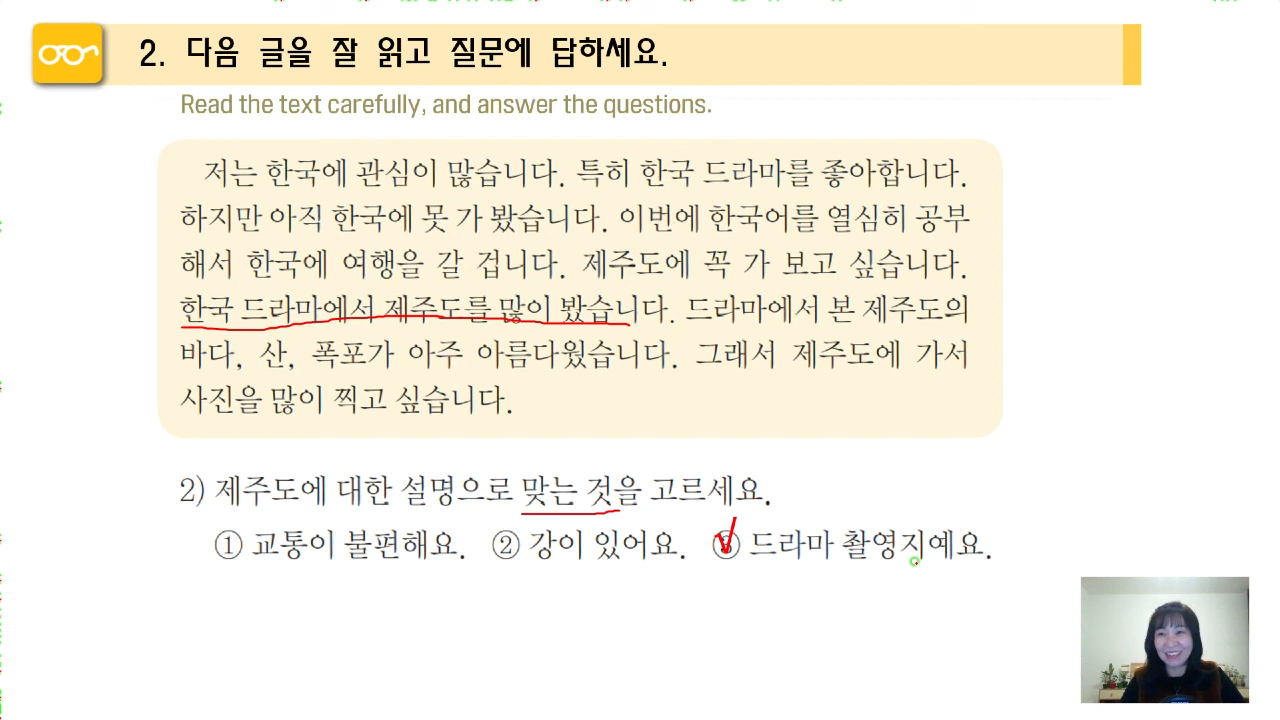 2. 다음 글을 잘 읽고 질문에 답하세요.
Read the text carefully, and answer the questions.
저는 한국에 관심이 많습니다. 특히 한국 드라마를 좋아합니다.
하지만 아직 한국에 못 가 봤습니다. 이번에 한국어를 열심히 공부
해서 한국에 여행을 갈 겁니다. 제주도에 꼭 가 보고 싶습니다.
한국 드라마에서 제주도를 많이 봤습니다. 드라마에서 본 제주도의
바다, 산, 폭포가 아주 아름다웠습니다. 그래서 제주도에 가서
사진을 많이 찍고 싶습니다.
2) 제주도에 대한 설명으로 맞는 것을 고르세요.
① 교통이 불편해요. ② 강이 있어요. ③ 드라마 촬영지예요.